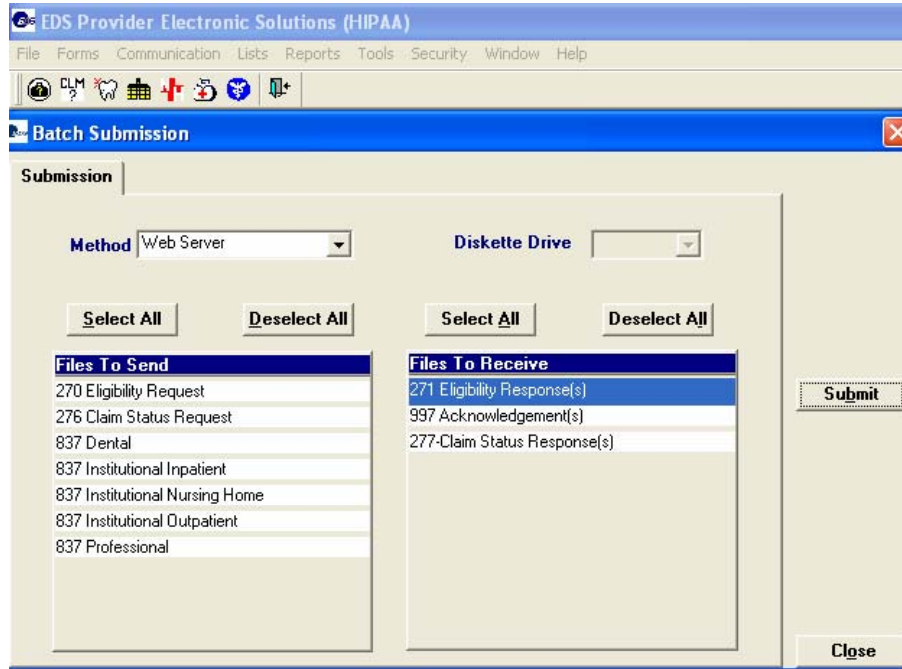 EDS Provider Electronic Solutions (HIPAA)
File Forms Communication Lists Reports Tools Security Window Help
CLM
?
Batch Submission
Submission
Method Web Server Diskette Drive
Select All Deselect All Select All Deselect All
Files To Send
270 Eligibility Request
276 Claim Status Request
837 Dental
837 Institutional Inpatient
837 Institutional Nursing Home
837 Institutional Outpatient
837 Professional
Files To Receive
271 Eligibility Response(s)
997 Acknowledgement(s)
277-Claim Status Response(s)
Submit
Close